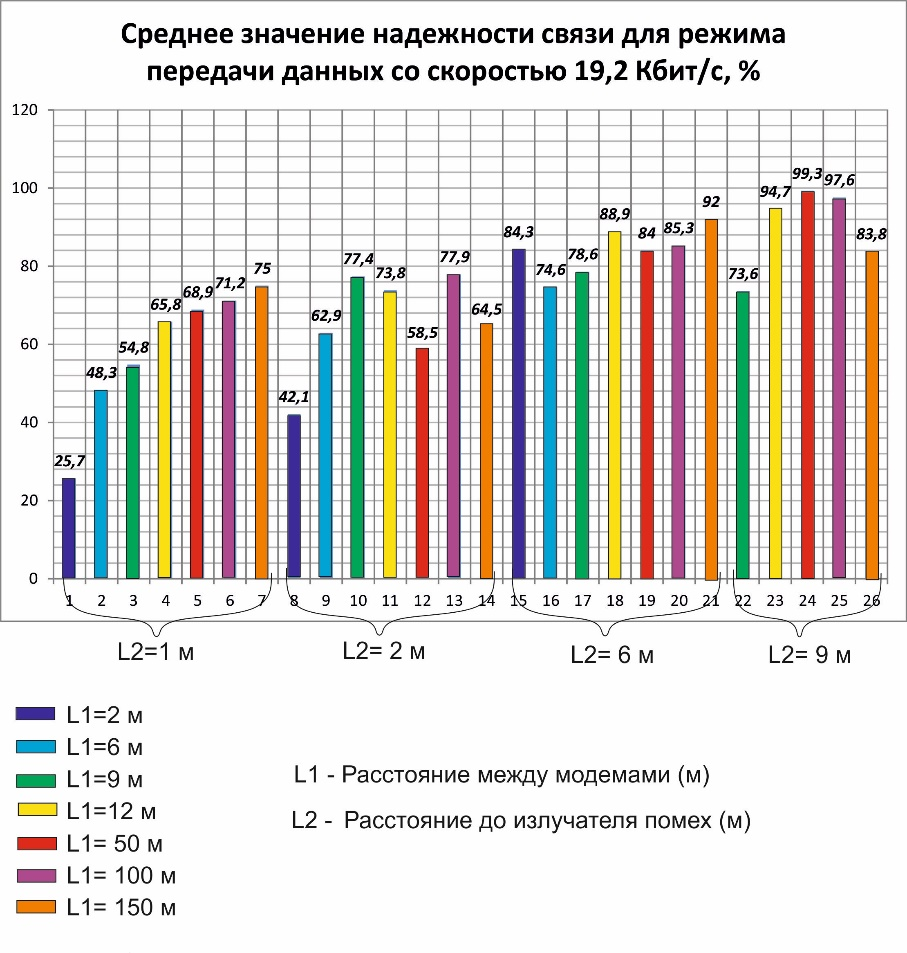 Среднее значение надежности связи для режима
передачи данных со скоростью 19,2 Кбит/с, %
120
100
80
60
40
20
0
25,7
48,3
54,8
65,8
68,9
71,2
75
42,1
62,9
77,4
73,8
58,5
77,9
64,5
84,3
74,6
78,6
88,9
84
85,3
92
73,6
94,7
99,3
97,6
83,8
1 2 3 4 5 6 7 8 9 10 11 12 13 14 15 16 17 18 19 20 21 22 23 24 25 26
L2=1 м L2= 2 м L2= 6 м L2= 9 м
L1=2 м
L1=6 м
L1=9 м
L1=12 м
L1= 50 м
L1= 100 м
L1= 150 м
L1 - Расстояние между модемами (м)
L2 - Расстояние до излучателя помех (м)